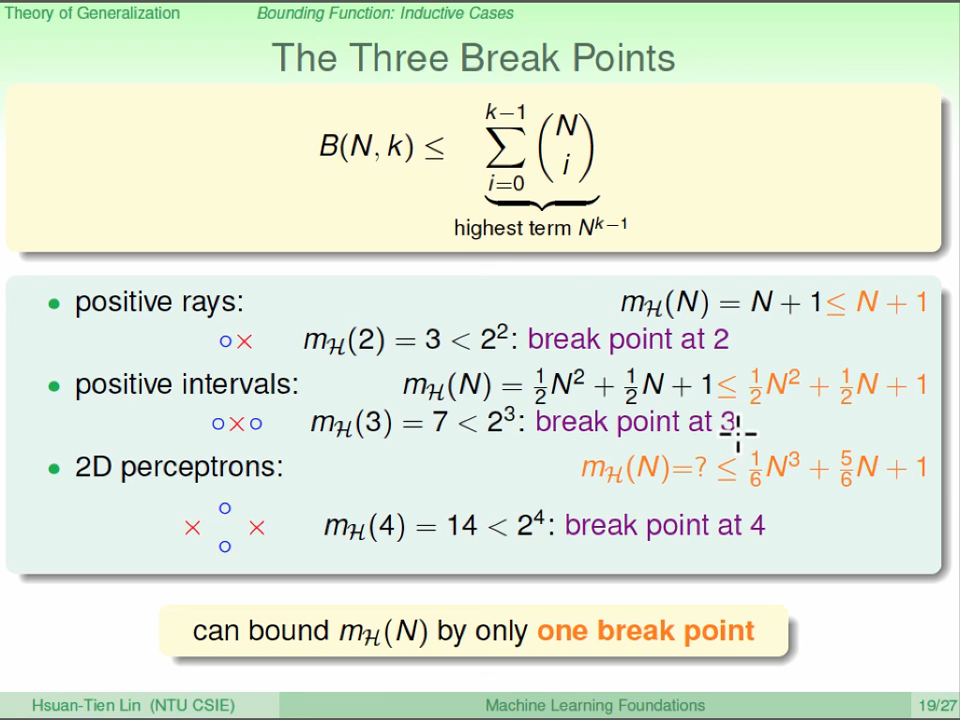 Theory of Generalization Bounding Function: Inductive Cases
The Three Break Points
B(N, k) ≤ \underbrace{\sum_{i=0}^{k−1} \binom{N}{i}}_{highest term N^{k−1}}
• positive rays: m_ℋ(N) = N + 1 ≤ N + 1
○× m_ℋ(2) = 3 < 2²: break point at 2
• positive intervals: m_ℋ(N) = ½N² + ½N + 1 ≤ ½N² + ½N + 1
○×○ m_ℋ(3) = 7 < 2³: break point at 3
• 2D perceptrons: m_ℋ(N)=? ≤ ⅙N³ + ⅚N + 1
× ○ ○ × m_ℋ(4) = 14 < 2⁴: break point at 4
can bound m_ℋ(N) by only one break point
Hsuan-Tien Lin (NTU CSIE) Machine Learning Foundations 19/27